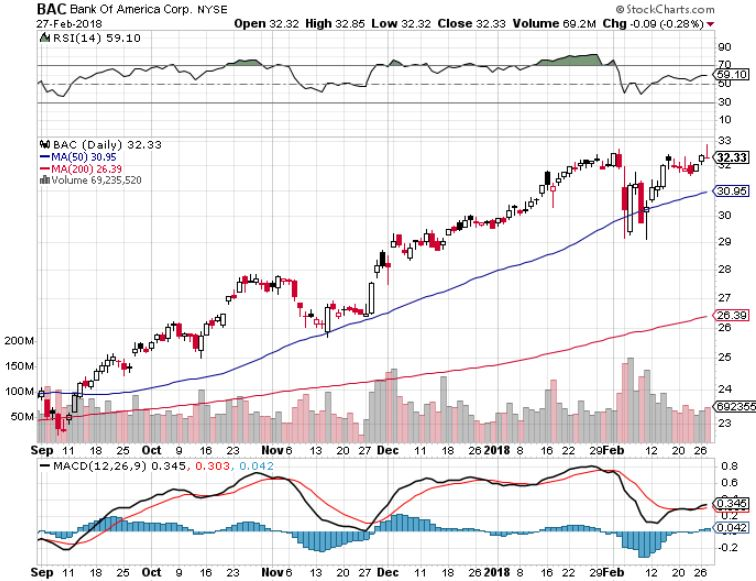 BAC Bank Of America Corp. NYSE © StockCharts.com
27-Feb-2018 Open 32.32 High 32.85 Low 32.32 Close 32.33 Volume 69.2M Chg -0.09 (-0.28%)
RSI(14) 59.10
90
70
59.10
50
30
10
BAC (Daily) 32.33
MA(50) 30.95
MA(200) 26.39
Volume 69,235,520
33
32.33
32
30.95
30
29
28
27
26.39
26
25
24
23
200M
150M
100M
50M
692355
Sep 11 18 25 Oct 9 16 23 Nov 6 13 20 27 Dec 11 18 26 2018 8 16 22 29 Feb 12 20 26
MACD(12,26,9) 0.345, 0.303, 0.042
0.8
0.6
0.345
0.042
-0.2
Sep 11 18 25 Oct 9 16 23 Nov 6 13 20 27 Dec 11 18 26 2018 8 16 22 29 Feb 12 20 26